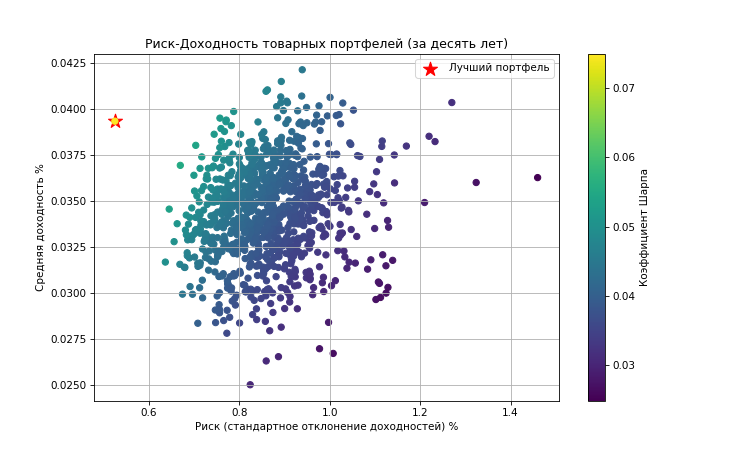 Риск-Доходность товарных портфелей (за десять лет)
Лучший портфель
Средняя доходность %
0.0425
0.0400
0.0375
0.0350
0.0325
0.0300
0.0275
0.0250
0.6 0.8 1.0 1.2 1.4
Риск (стандартное отклонение доходностей) %
0.07
0.06
0.05
0.04
0.03
Коэффициент Шарпа